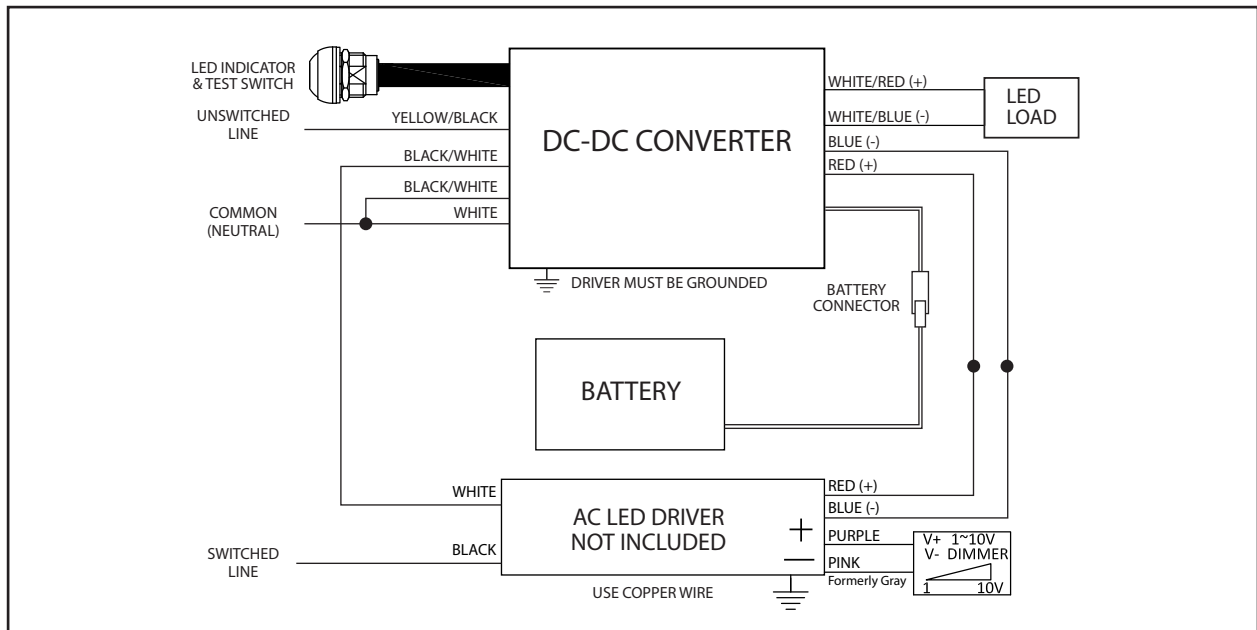 LED INDICATOR
& TEST SWITCH
UNSWITCHED
LINE
YELLOW/BLACK
BLACK/WHITE
BLACK/WHITE
COMMON
(NEUTRAL)
WHITE
DC-DC CONVERTER
DRIVER MUST BE GROUNDED
WHITE/RED (+)
WHITE/BLUE (-)
LED
LOAD
BLUE (-)
RED (+)
BATTERY
CONNECTOR
BATTERY
WHITE
BLACK
SWITCHED
LINE
AC LED DRIVER
NOT INCLUDED
+
—
USE COPPER WIRE
RED (+)
BLUE (-)
PURPLE
PINK
Formerly Gray
V+ 1~10V
V- DIMMER
1 10V